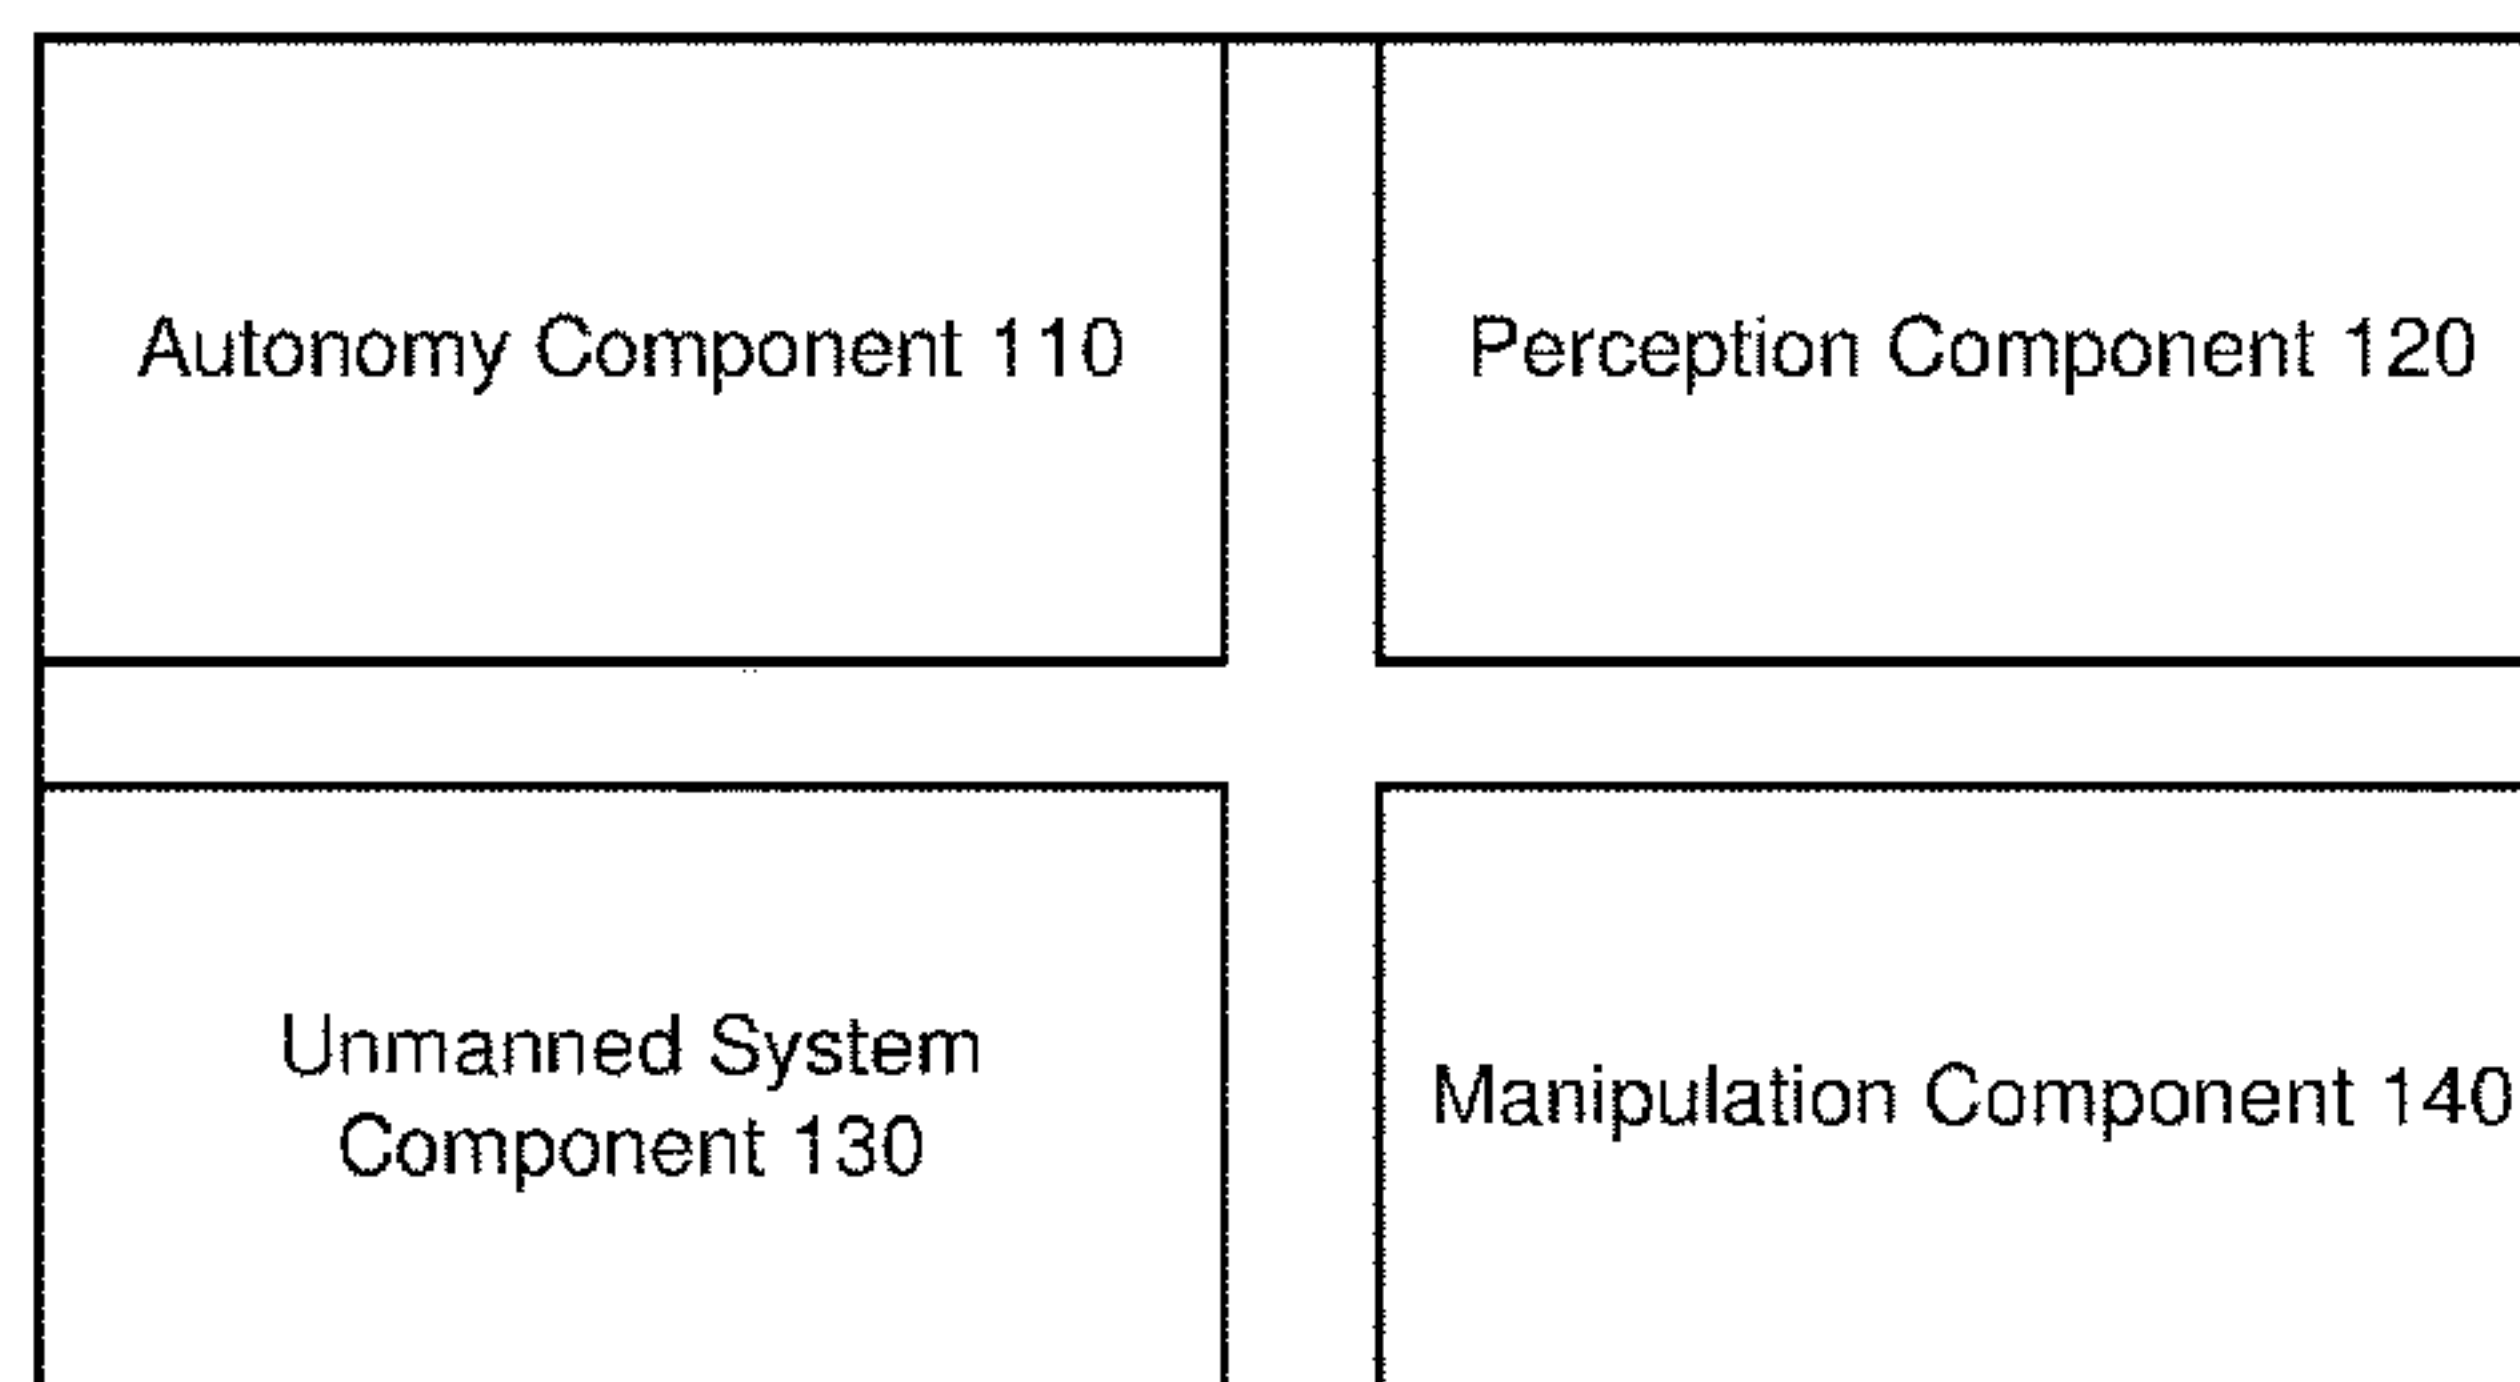 Autonomy Component 110
Perception Component 120
Unmanned System
Component 130
Manipulation Component 140